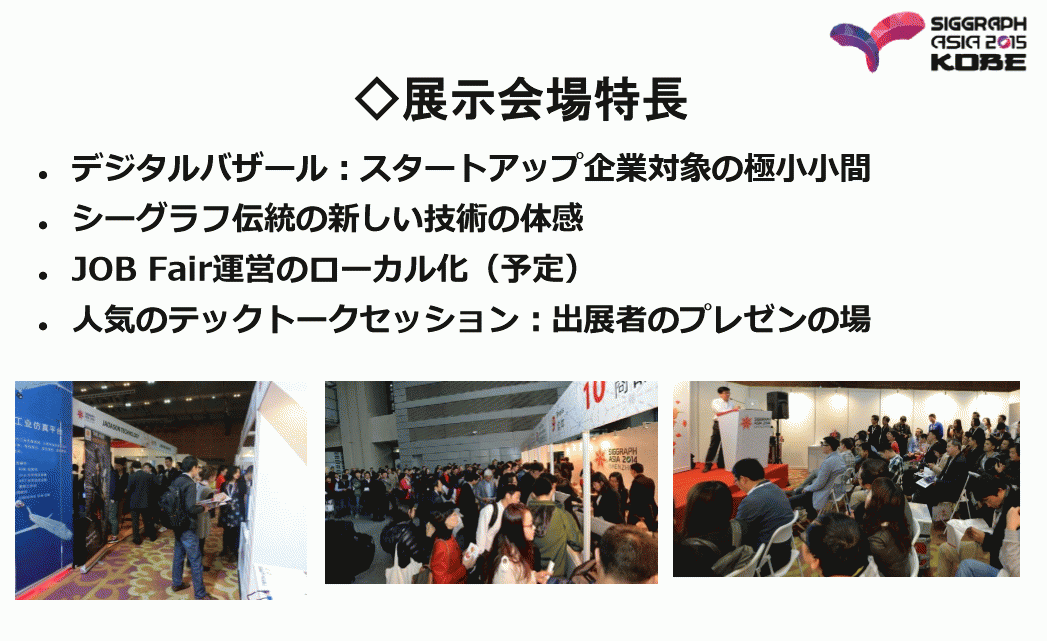 SIGGRAPH
ASIA 2015
KOBE
◇展示会場特長
• デジタルバザール：スタートアップ企業対象の極小小間
• シーグラフ伝統の新しい技術の体感
• JOB Fair運営のローカル化（予定）
• 人気のテックトークセッション：出展者のプレゼンの場
工业仿真平台
JACKSON TECHNOLOGY
10
SIGGRAPH
ASIA 2014
SHENZHEN
SIGGRAPH
ASIA 2014